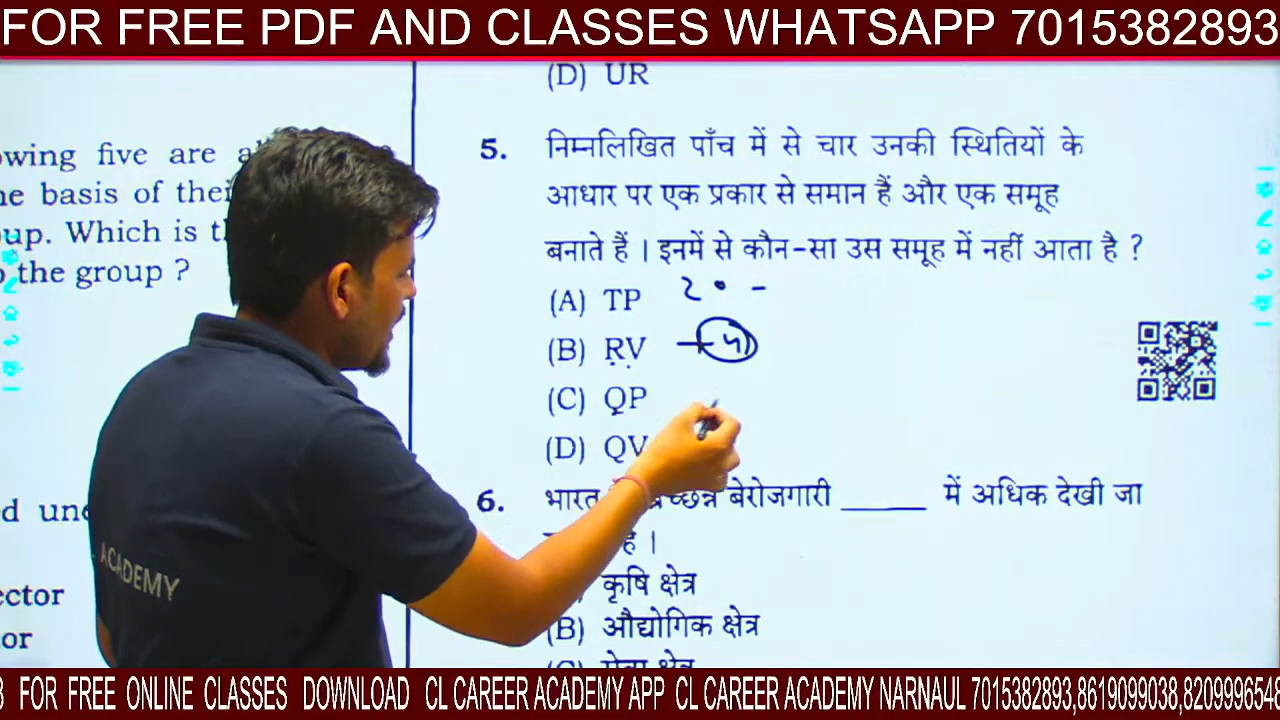 FOR FREE PDF AND CLASSES WHATSAPP 7015382893
(D) UR
owing five are
he basis of their
oup. Which is
to the group ?
5. निम्नलिखित पाँच में से चार उनकी स्थितियों के
आधार पर एक प्रकार से समान हैं और एक समूह
बनाते हैं । इनमें से कौन-सा उस समूह में नहीं आता है ?
(A) TP
(B) RV
(C) QP
(D) QV
6. भारत बेरोजगारी ______ में अधिक देखी जा
है ।
कृषि क्षेत्र
(B) औद्योगिक क्षेत्र
(C) सेवा क्षेत्र
ector
or
ACADEMY
FOR FREE ONLINE CLASSES DOWNLOAD CL CAREER ACADEMY APP CL CAREER ACADEMY NARNAUL 7015382893,8619099038,8209996548